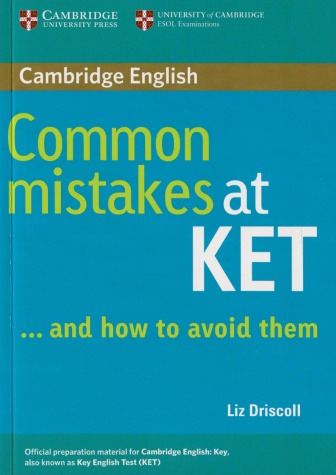 CAMBRIDGE
UNIVERSITY PRESS
UNIVERSITY of CAMBRIDGE
ESOL Examinations
Cambridge English
Common
mistakes at
KET
... and how to avoid them
Liz Driscoll
Official preparation material for Cambridge English: Key,
also known as Key English Test (KET)